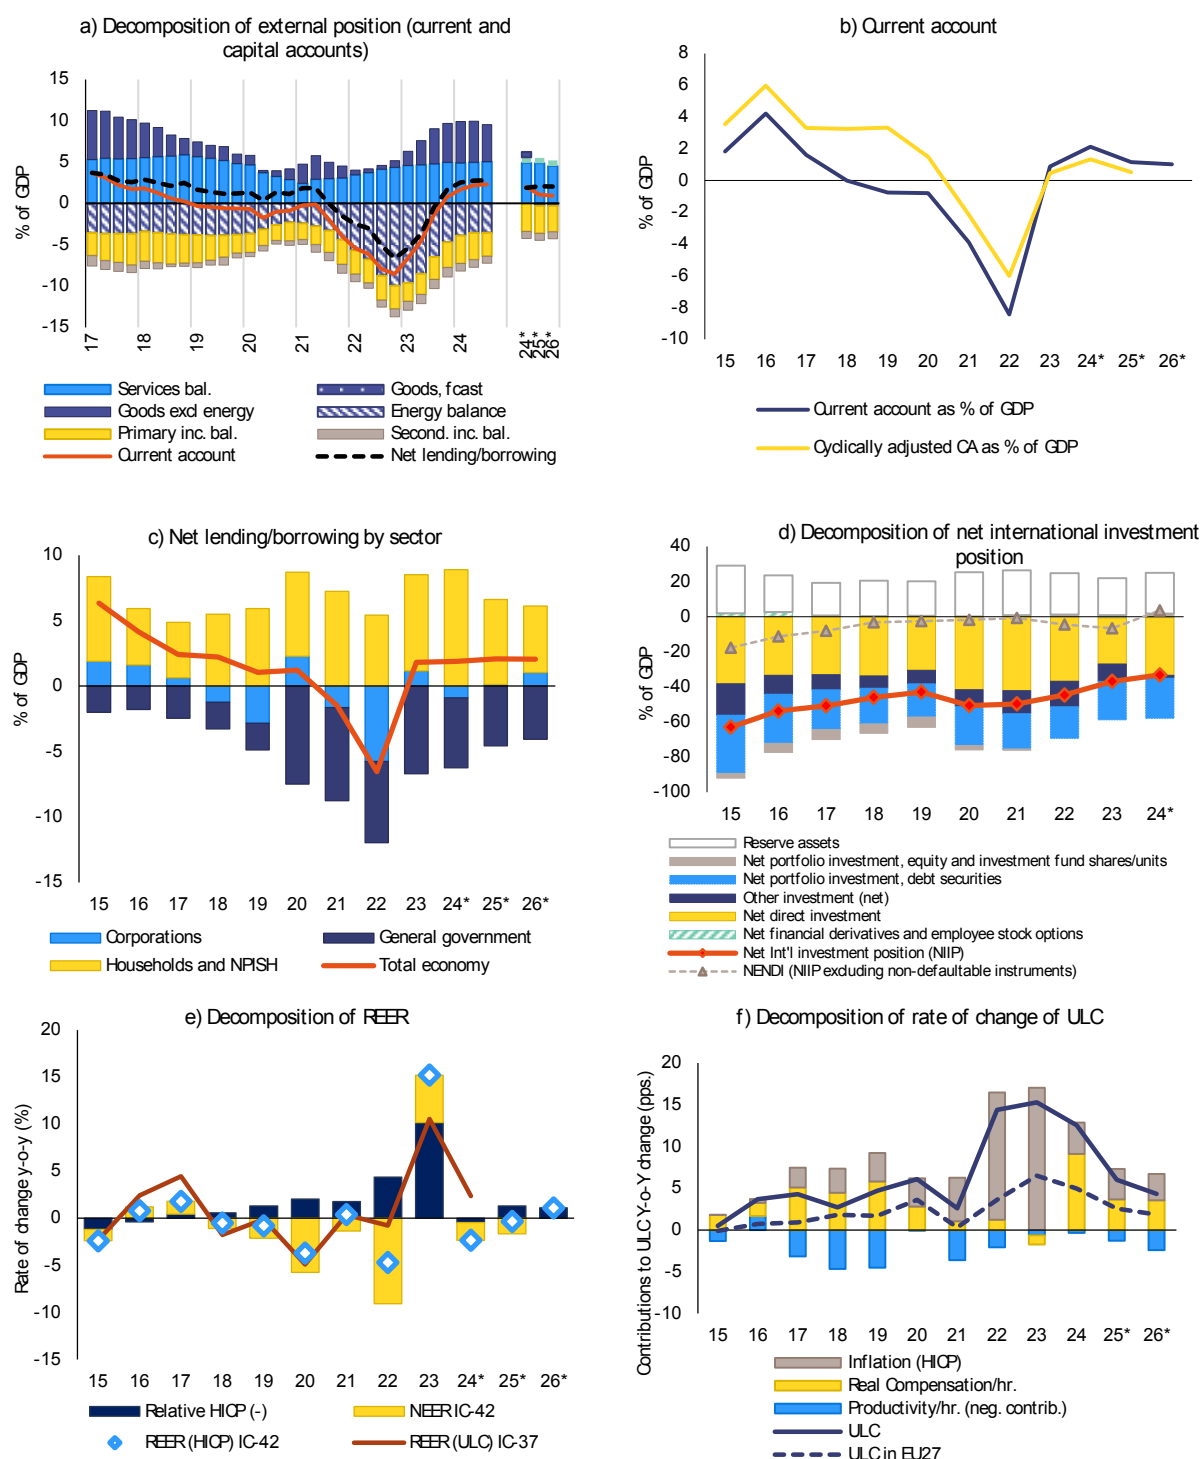 a) Decomposition of external position (current and
capital accounts)
15
10
5
0
-5
-10
-15
% of GDP
17
18
19
20
21
22
23
24
24*
25*
26*
Services bal.
Goods, fcast
Goods excl energy
Energy balance
Primary inc. bal.
Second. inc. bal.
Current account
Net lending/borrowing
b) Current account
8
6
4
2
0
-2
-4
-6
-8
-10
% of GDP
15 16 17 18 19 20 21 22 23 24* 25* 26*
Current account as % of GDP
Cyclically adjusted CA as % of GDP
c) Net lending/borrowing by sector
10
5
0
-5
-10
-15
% of GDP
15 16 17 18 19 20 21 22 23 24* 25* 26*
Corporations
General government
Households and NPISH
Total economy
d) Decomposition of net international investment
position
40
20
0
-20
-40
-60
-80
-100
% of GDP
15 16 17 18 19 20 21 22 23 24*
Reserve assets
Net portfolio investment, equity and investment fund shares/units
Net portfolio investment, debt securities
Other investment (net)
Net direct investment
Net financial derivatives and employee stock options
Net Int'l investment position (NIIP)
NENDI (NIIP excluding non-defaultable instruments)
e) Decomposition of REER
20
15
10
5
0
-5
-10
-15
Rate of change y-o-y (%)
15 16 17 18 19 20 21 22 23 24* 25* 26*
Relative HICP (-)
NEER IC-42
REER (HICP) IC-42
REER (ULC) IC-37
f) Decomposition of rate of change of ULC
20
15
10
5
0
-5
-10
Contributions to ULC Y-o-Y change (pps.)
15 16 17 18 19 20 21 22 23 24 25* 26*
Inflation (HICP)
Real Compensation/hr.
Productivity/hr. (neg. contrib.)
ULC
ULC in EU27